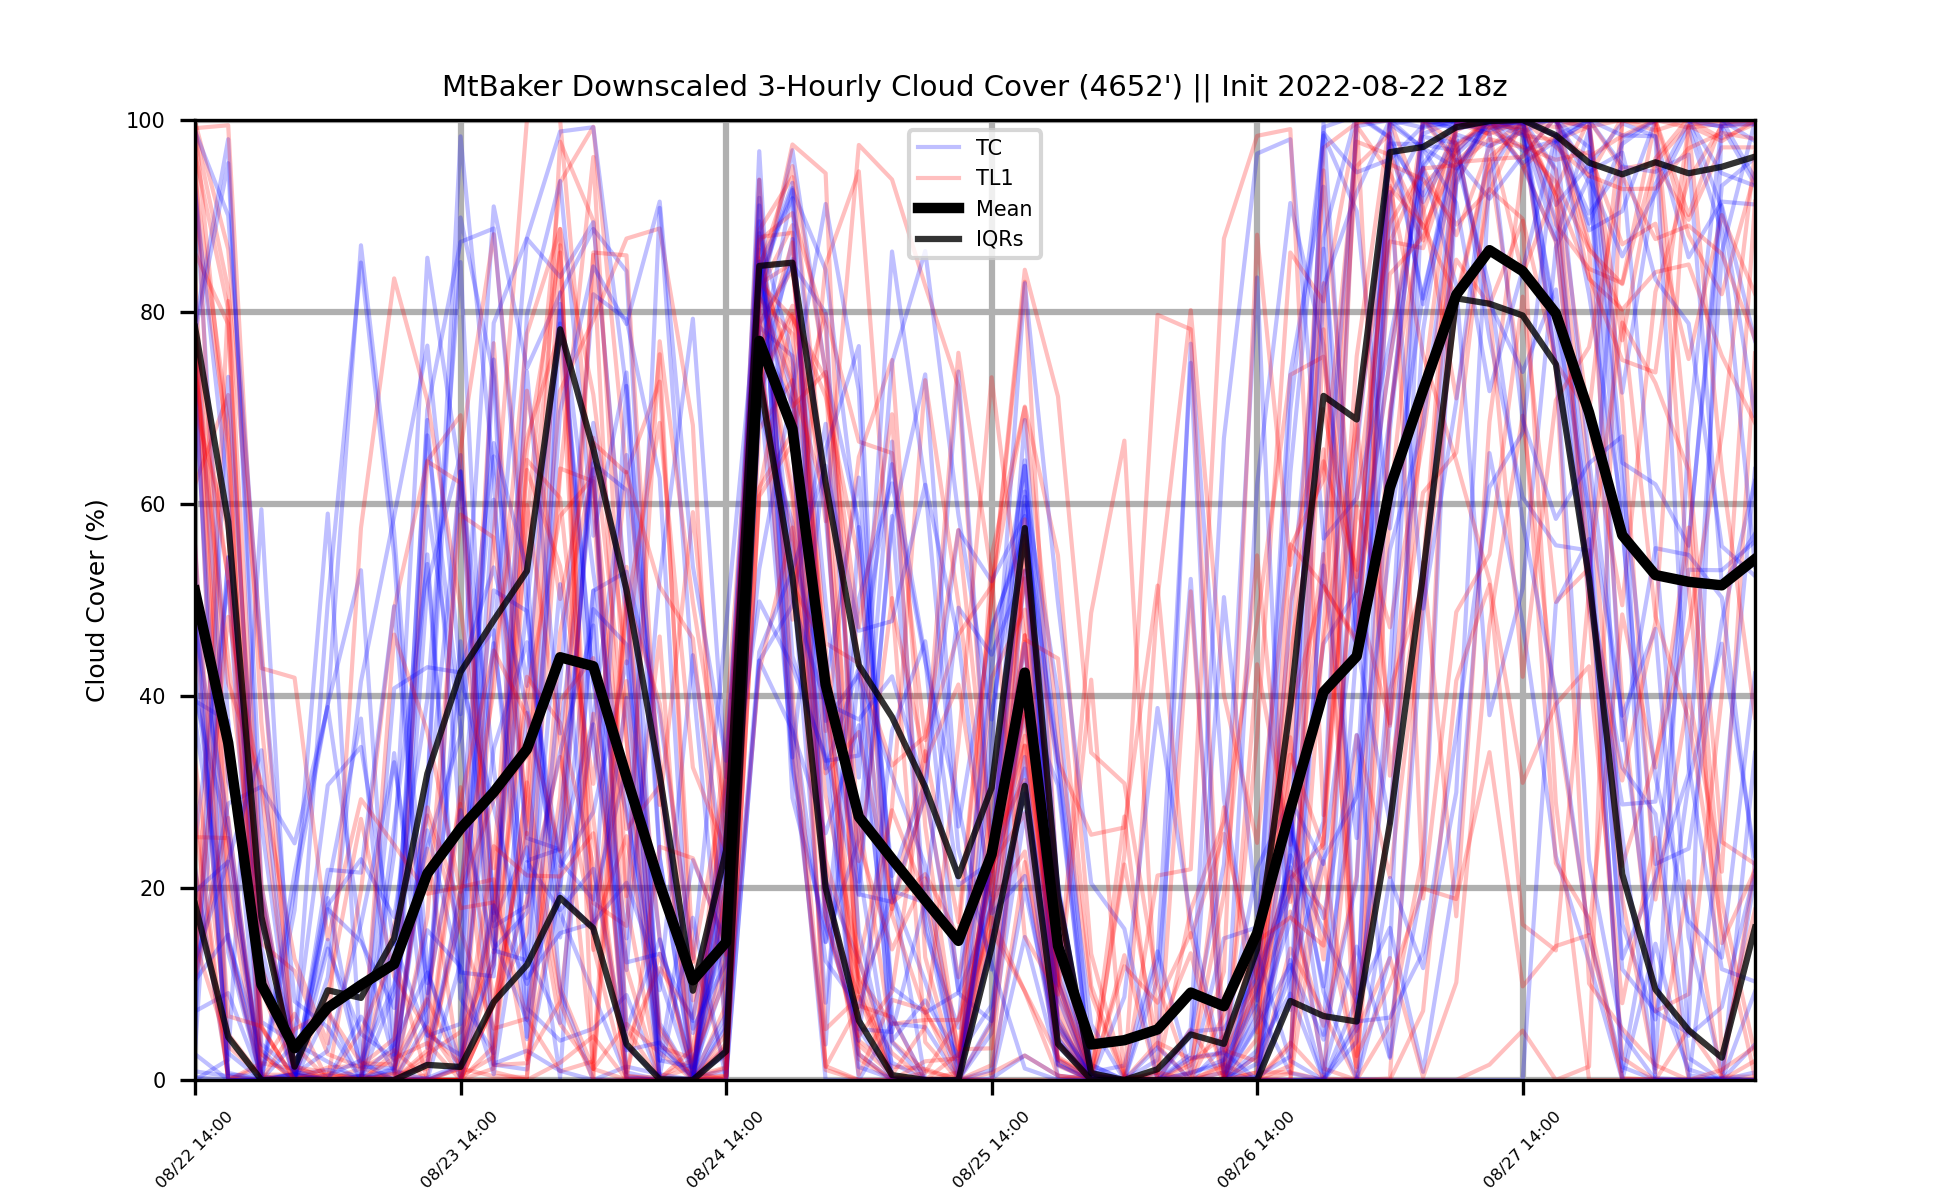 MtBaker Downscaled 3-Hourly Cloud Cover (4652') || Init 2022-08-22 18z
TC
TL1
Mean
IQRs
Cloud Cover (%)
100
80
60
40
20
0
08/22 14:00
08/23 14:00
08/24 14:00
08/25 14:00
08/26 14:00
08/27 14:00